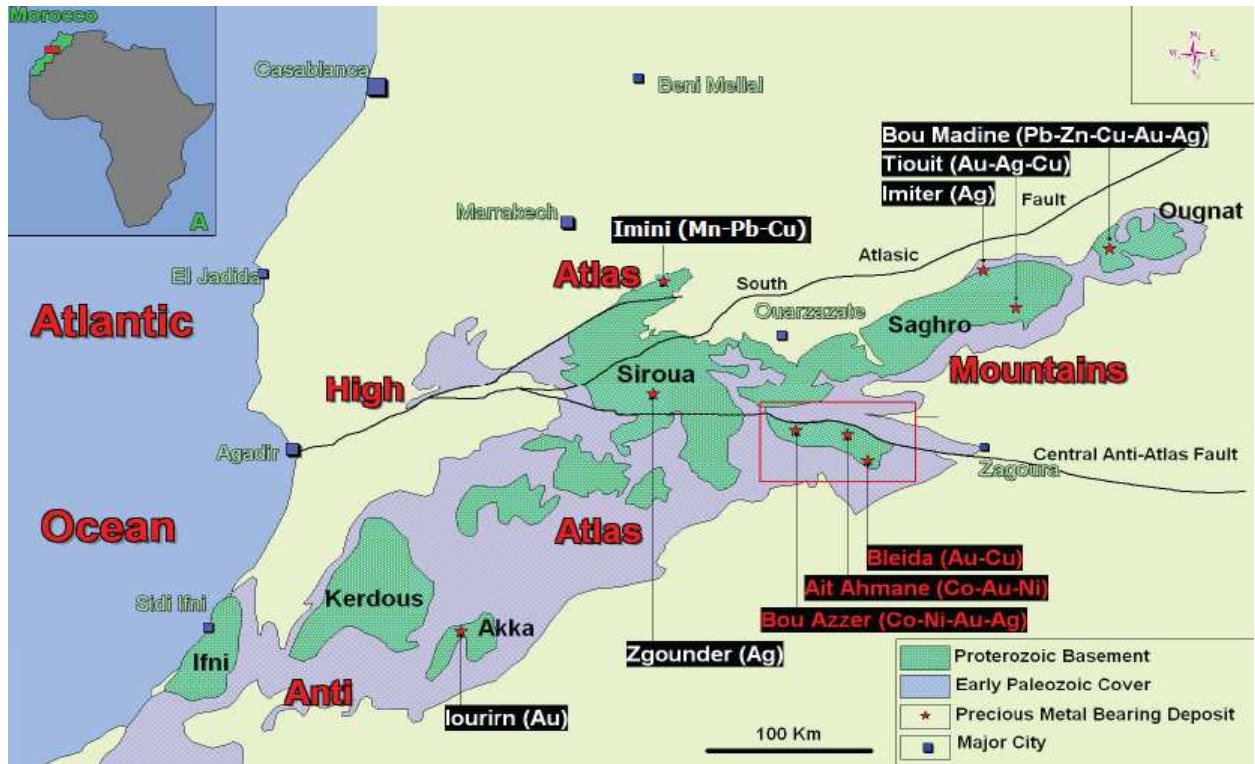 Morocco
A
N
W
E
S
Casablanca
Beni Mellal
Bou Madine (Pb-Zn-Cu-Au-Ag)
Tiouit (Au-Ag-Cu)
Imiter (Ag)
Fault
Ougnat
Marrakech
Imini (Mn-Pb-Cu)
Atlasic
El Jadida
Atlas
South
Atlantic
Ouarzazate
Saghro
Siroua
Mountains
High
Agadir
Central Anti-Atlas Fault
Zagoura
Ocean
Atlas
Bleida (Au-Cu)
Ait Ahmane (Co-Au-Ni)
Kerdous
Sidi Ifni
Bou Azzer (Co-Ni-Au-Ag)
Akka
Zgounder (Ag)
Ifni
Anti
Iourirn (Au)
100 Km
Proterozoic Basement
Early Paleozoic Cover
Precious Metal Bearing Deposit
Major City